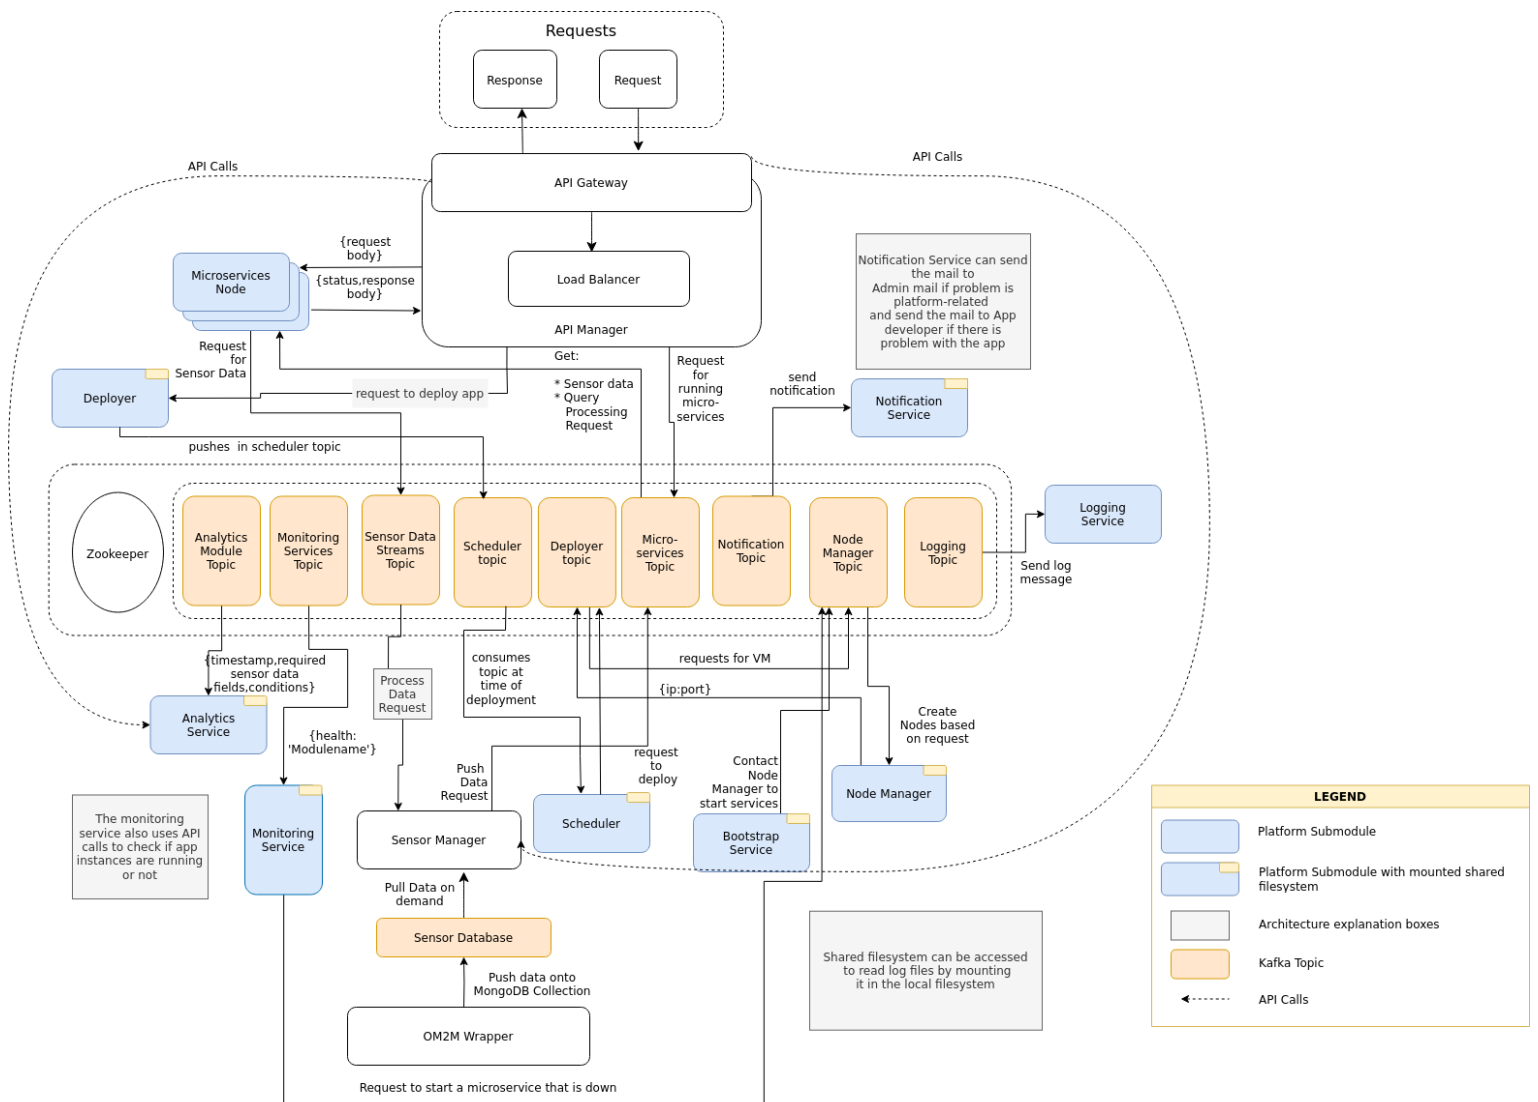 Requests
Response
Request
API Calls
API Calls
API Gateway
{request
body}
Microservices
Node
{status,response
body}
Load Balancer
API Manager
Notification Service can send
the mail to
Admin mail if problem is
platform-related
and send the mail to App
developer if there is
problem with the app
Request
for
Sensor Data
Get:
* Sensor data
* Query
Processing
Request
Request
for
running
micro-
services
send
notification
Deployer
request to deploy app
Notification
Service
pushes  in scheduler topic
Zookeeper
Analytics
Module
Topic
Monitoring
Services
Topic
Sensor Data
Streams
Topic
Scheduler
topic
Deployer
topic
Micro-
services
Topic
Notification
Topic
Node
Manager
Topic
Logging
Topic
Logging
Service
Send log
message
{timestamp,required
sensor data
fields,conditions}
Process
Data
Request
consumes
topic at
time of
deployment
requests for VM
{ip:port}
Analytics
Service
{health:
'Modulename'}
Create
Nodes based
on request
Push
Data
Request
request
to
deploy
Contact
Node
Manager to
start services
Node Manager
The monitoring
service also uses API
calls to check if app
instances are running
or not
Monitoring
Service
Sensor Manager
Scheduler
Bootstrap
Service
Pull Data on
demand
Sensor Database
Push data onto
MongoDB Collection
OM2M Wrapper
Request to start a microservice that is down
Shared filesystem can be accessed
to read log files by mounting
it in the local filesystem
LEGEND
Platform Submodule
Platform Submodule with mounted shared
filesystem
Architecture explanation boxes
Kafka Topic
API Calls